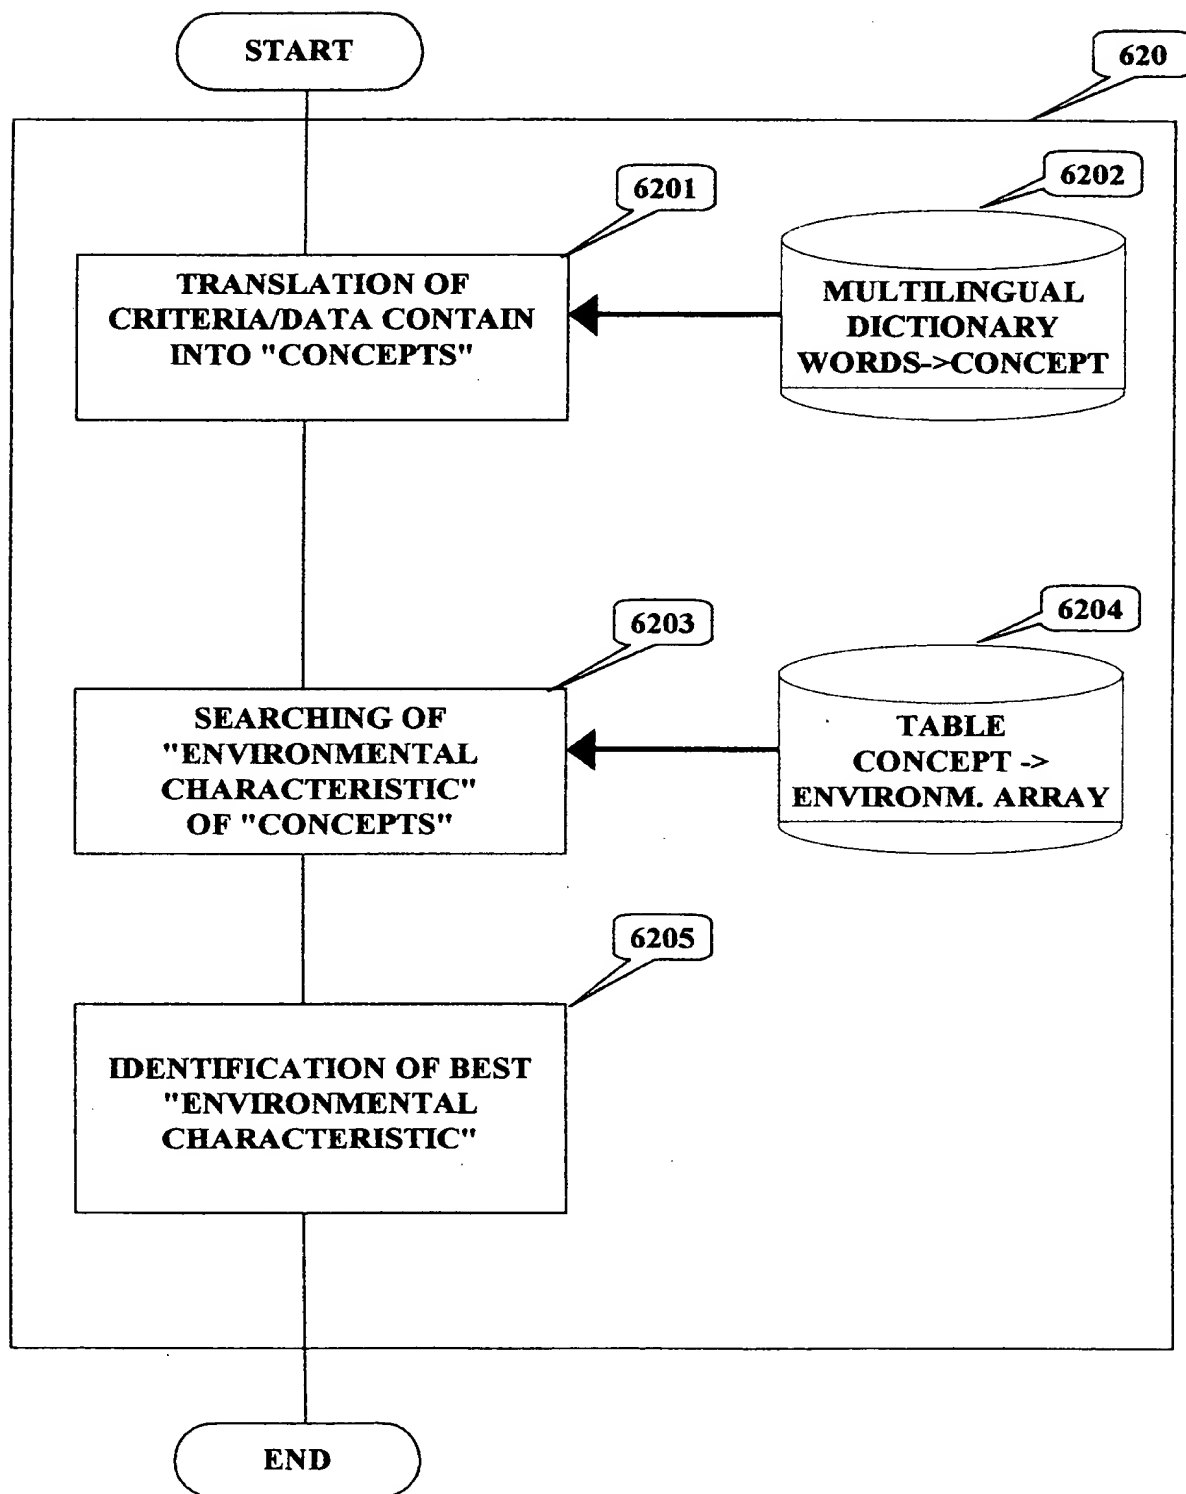 START
620
6201
6202
TRANSLATION OF
CRITERIA/DATA CONTAIN
INTO "CONCEPTS"
MULTILINGUAL
DICTIONARY
WORDS->CONCEPT
6203
6204
SEARCHING OF
"ENVIRONMENTAL
CHARACTERISTIC"
OF "CONCEPTS"
TABLE
CONCEPT ->
ENVIRONM. ARRAY
6205
IDENTIFICATION OF BEST
"ENVIRONMENTAL
CHARACTERISTIC"
END